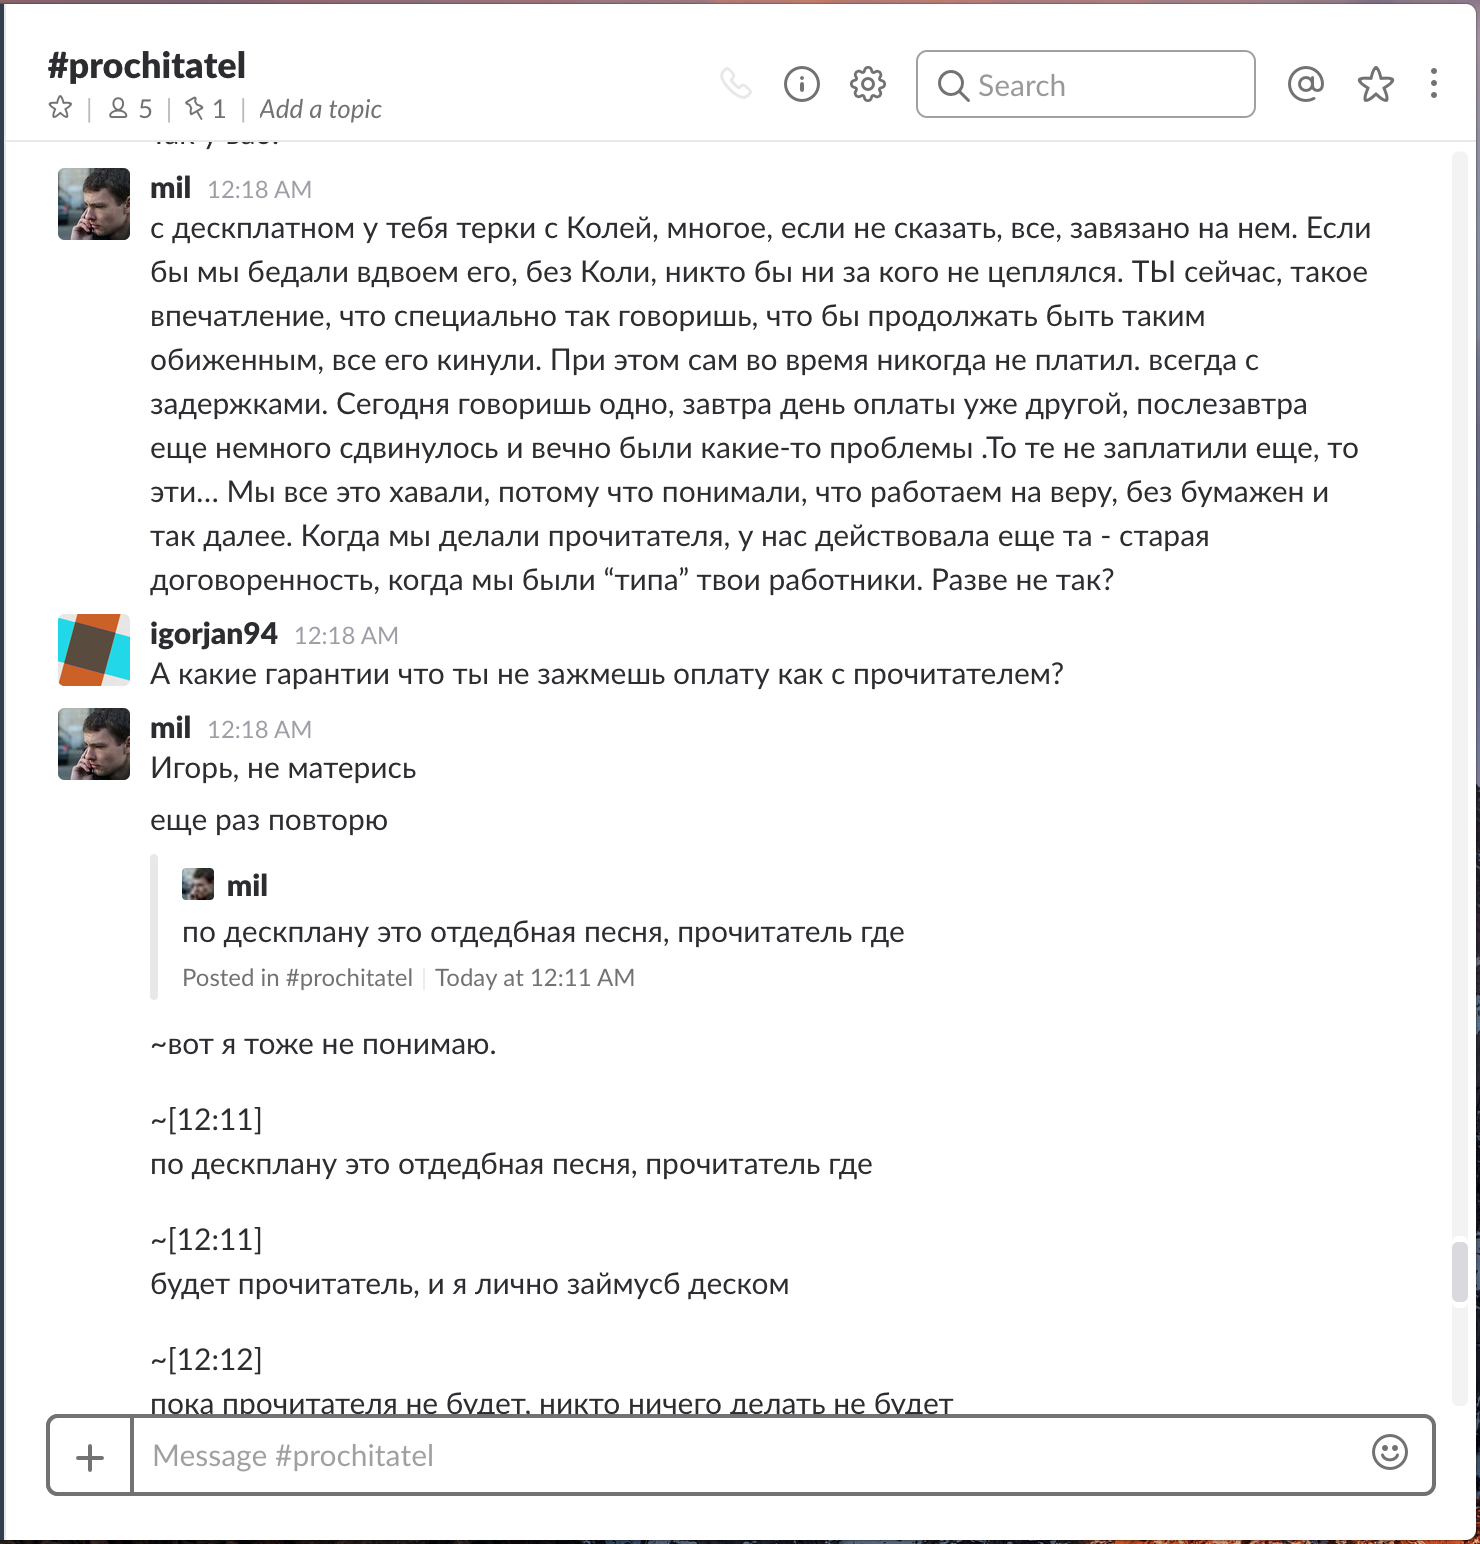 #prochitatel
5 1 Add a topic
Search
mil 12:18 AM
с дескплатном у тебя терки с Колей, многое, если не сказать, все, завязано на нем. Если
бы мы бедали вдвоем его, без Коли, никто бы ни за кого не цеплялся. ТЫ сейчас, такое
впечатление, что специально так говоришь, что бы продолжать быть таким
обиженным, все его кинули. При этом сам во время никогда не платил. всегда с
задержками. Сегодня говоришь одно, завтра день оплаты уже другой, послезавтра
еще немного сдвинулось и вечно были какие-то проблемы .То те не заплатили еще, то
эти... Мы все это хавали, потому что понимали, что работаем на веру, без бумажен и
так далее. Когда мы делали прочитателя, у нас действовала еще та - старая
договоренность, когда мы были “типа” твои работники. Разве не так?
igorjan94 12:18 AM
А какие гарантии что ты не зажмешь оплату как с прочитателем?
mil 12:18 AM
Игорь, не матерись
еще раз повторю
mil
по дескплану это отдедбная песня, прочитатель где
Posted in #prochitatel Today at 12:11 AM
~вот я тоже не понимаю.
~[12:11]
по дескплану это отдедбная песня, прочитатель где
~[12:11]
будет прочитатель, и я лично займусб деском
~[12:12]
пока прочитателя не будет, никто ничего делать не будет
Message #prochitatel